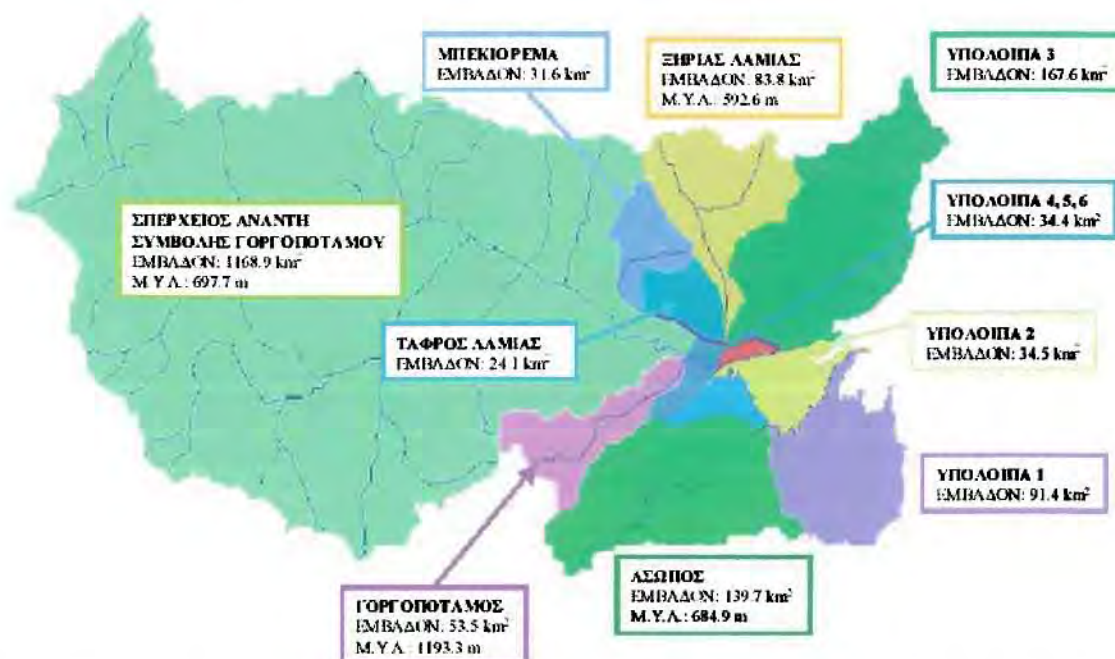 ΜΠΕΚΙΟΡΕΜΑ
ΕΜΒΑΔΟΝ: 31.6 km²
ΞΗΡΙΑΣ ΛΑΜΙΑΣ
ΕΜΒΑΔΟΝ: 83.8 km²
Μ.Υ.Λ.: 592.6 m
ΥΠΟΛΟΙΠΑ 3
ΕΜΒΑΔΟΝ: 167.6 km²
ΣΠΕΡΧΕΙΟΣ ΑΝΑΝΤΗ
ΣΥΜΒΟΛΗΣ ΓΟΡΓΟΠΟΤΑΜΟΥ
ΕΜΒΑΔΟΝ: 1168.9 km²
Μ.Υ.Λ.: 697.7 m
ΥΠΟΛΟΙΠΑ 4, 5, 6
ΕΜΒΑΔΟΝ: 34.4 km²
ΤΑΦΡΟΣ ΛΑΜΙΑΣ
ΕΜΒΑΔΟΝ: 24.1 km²
ΥΠΟΛΟΙΠΑ 2
ΕΜΒΑΔΟΝ: 34.5 km²
ΥΠΟΛΟΙΠΑ 1
ΕΜΒΑΔΟΝ: 91.4 km²
ΓΟΡΓΟΠΟΤΑΜΟΣ
ΕΜΒΑΔΟΝ: 53.5 km²
Μ.Υ.Λ.: 1193.3 m
ΑΣΩΠΟΣ
ΕΜΒΑΔΟΝ: 139.7 km²
Μ.Υ.Λ.: 684.9 m